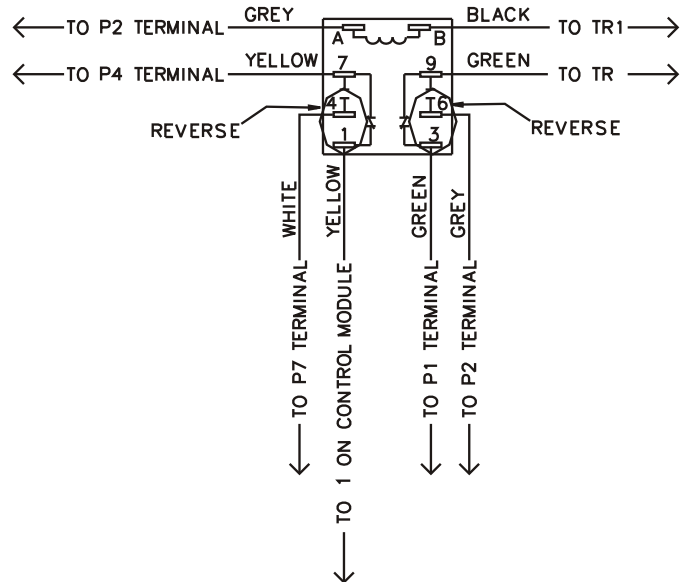 GREY
BLACK
TO P2 TERMINAL
A
B
TO TR1
YELLOW
7
9
GREEN
TO P4 TERMINAL
TO TR
4
6
REVERSE
1
3
REVERSE
WHITE
YELLOW
GREEN
GREY
TO P7 TERMINAL
TO 1 ON CONTROL MODULE
TO P1 TERMINAL
TO P2 TERMINAL